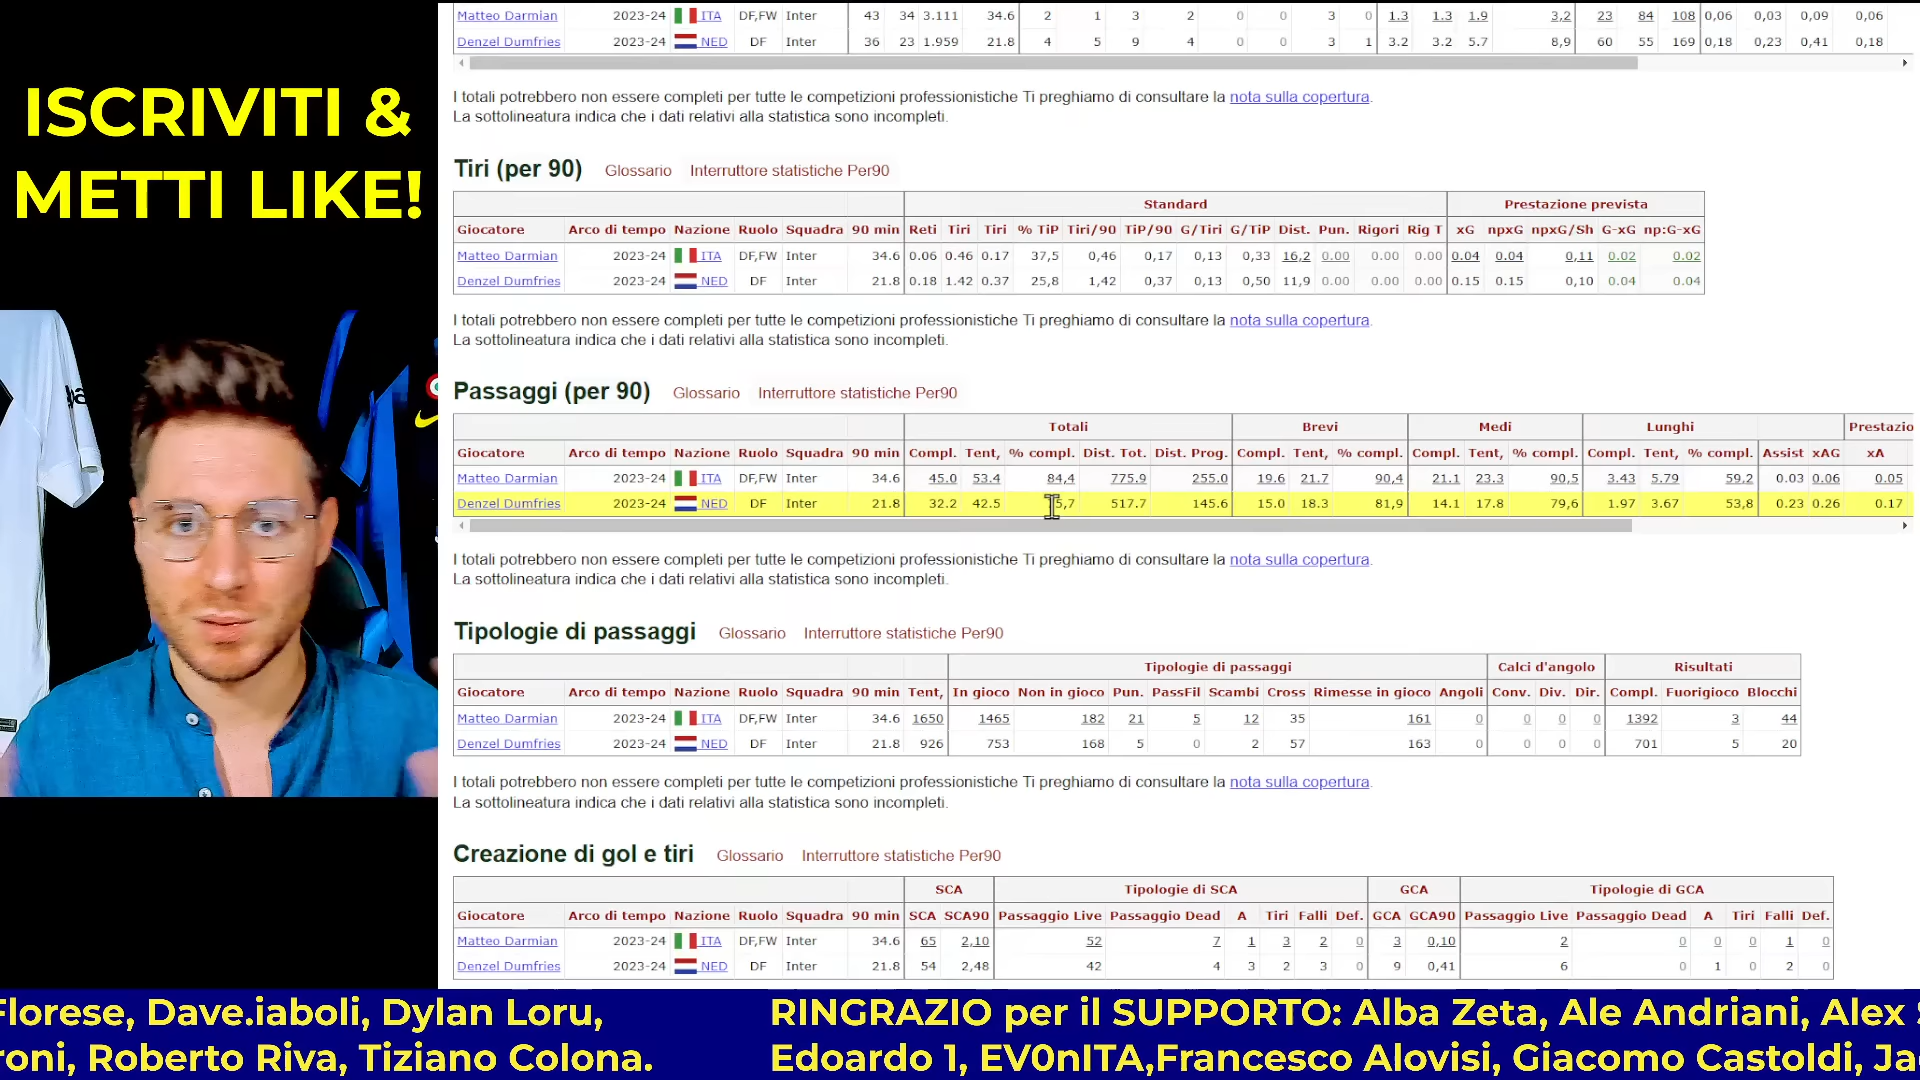 ISCRIVITI &
METTI LIKE!
Matteo Darmian 2023-24 ITA DF,FW Inter 43 34 3.111 34.6 2 1 3 2 0 0 3 0 1.3 1.3 1.9 3.2 23 84 108 0,06 0,03 0,09 0,06
Denzel Dumfries 2023-24 NED DF Inter 36 23 1.959 21.8 4 5 9 4 0 0 3 1 3.2 3.2 5.7 8,9 60 55 169 0,18 0,23 0,41 0,18
I totali potrebbero non essere completi per tutte le competizioni professionistiche Ti preghiamo di consultare la nota sulla copertura.
La sottolineatura indica che i dati relativi alla statistica sono incompleti.
Tiri (per 90) Glossario Interruttore statistiche Per90
Standard Prestazione prevista
Giocatore Arco di tempo Nazione Ruolo Squadra 90 min Reti Tiri Tiri % TiP Tiri/90 TiP/90 G/Tiri G/TiP Dist. Pun. Rigori Rig T xG npxG npxG/Sh G-xG np:G-xG
Matteo Darmian 2023-24 ITA DF,FW Inter 34.6 0.06 0.46 0.17 37,5 0,46 0,17 0,13 0,33 16,2 0.00 0.00 0.00 0.04 0.04 0,11 0.02 0.02
Denzel Dumfries 2023-24 NED DF Inter 21.8 0.18 1.42 0.37 25,8 1,42 0,37 0,13 0,50 11,9 0.00 0.00 0.00 0.15 0.15 0,10 0.04 0.04
I totali potrebbero non essere completi per tutte le competizioni professionistiche Ti preghiamo di consultare la nota sulla copertura.
La sottolineatura indica che i dati relativi alla statistica sono incompleti.
Passaggi (per 90) Glossario Interruttore statistiche Per90
Totali Brevi Medi Lunghi Prestazio
Giocatore Arco di tempo Nazione Ruolo Squadra 90 min Compl. Tent, % compl. Dist. Tot. Dist. Prog. Compl. Tent, % compl. Compl. Tent, % compl. Compl. Tent, % compl. Assist xAG xA
Matteo Darmian 2023-24 ITA DF,FW Inter 34.6 45.0 53.4 84,4 775.9 255.0 19.6 21.7 90,4 21.1 23.3 90,5 3.43 5.79 59.2 0.03 0.06 0.05
Denzel Dumfries 2023-24 NED DF Inter 21.8 32.2 42.5 5,7 517.7 145.6 15.0 18.3 81,9 14.1 17.8 79,6 1.97 3.67 53,8 0.23 0.26 0.17
I totali potrebbero non essere completi per tutte le competizioni professionistiche Ti preghiamo di consultare la nota sulla copertura.
La sottolineatura indica che i dati relativi alla statistica sono incompleti.
Tipologie di passaggi Glossario Interruttore statistiche Per90
Tipologie di passaggi Calci d'angolo Risultati
Giocatore Arco di tempo Nazione Ruolo Squadra 90 min Tent, In gioco Non in gioco Pun. PassFil Scambi Cross Rimesse in gioco Angoli Conv. Div. Dir. Compl. Fuorigioco Blocchi
Matteo Darmian 2023-24 ITA DF,FW Inter 34.6 1650 1465 182 21 5 12 35 161 0 0 0 0 1392 3 44
Denzel Dumfries 2023-24 NED DF Inter 21.8 926 753 168 5 0 2 57 163 0 0 0 0 701 5 20
I totali potrebbero non essere completi per tutte le competizioni professionistiche Ti preghiamo di consultare la nota sulla copertura.
La sottolineatura indica che i dati relativi alla statistica sono incompleti.
Creazione di gol e tiri Glossario Interruttore statistiche Per90
SCA Tipologie di SCA GCA Tipologie di GCA
Giocatore Arco di tempo Nazione Ruolo Squadra 90 min SCA SCA90 Passaggio Live Passaggio Dead A Tiri Falli Def. GCA GCA90 Passaggio Live Passaggio Dead A Tiri Falli Def.
Matteo Darmian 2023-24 ITA DF,FW Inter 34.6 65 2,10 52 7 1 3 2 0 3 0,10 2 0 0 0 1 0
Denzel Dumfries 2023-24 NED DF Inter 21.8 54 2,48 42 4 3 2 3 0 9 0,41 6 0 1 0 2 0
Florese, Dave.iaboli, Dylan Loru, RINGRAZIO per il SUPPORTO: Alba Zeta, Ale Andriani, Alex
roni, Roberto Riva, Tiziano Colona. Edoardo 1, EV0nITA,Francesco Alovisi, Giacomo Castoldi, Ja